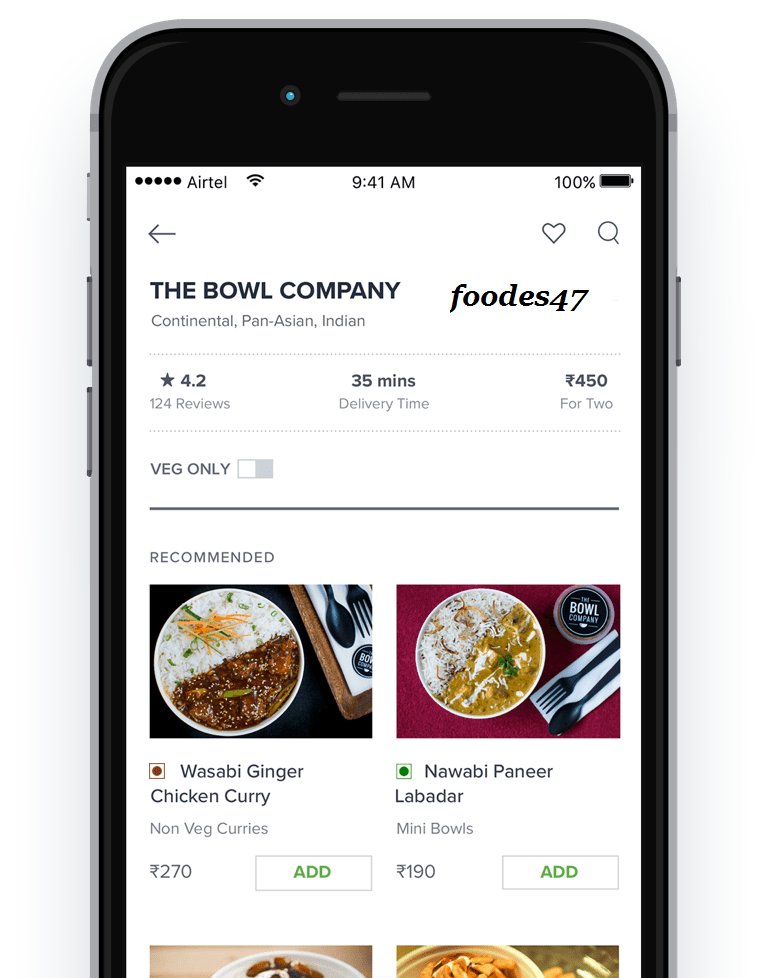 Airtel 9:41 AM 100%
THE BOWL COMPANY
foodes47
Continental, Pan-Asian, Indian
★ 4.2 35 mins ₹450
124 Reviews Delivery Time For Two
VEG ONLY
RECOMMENDED
THE
BOWL
COMPANY
Wasabi Ginger
Chicken Curry
Non Veg Curries
₹270 ADD
Nawabi Paneer
Labadar
Mini Bowls
₹190 ADD